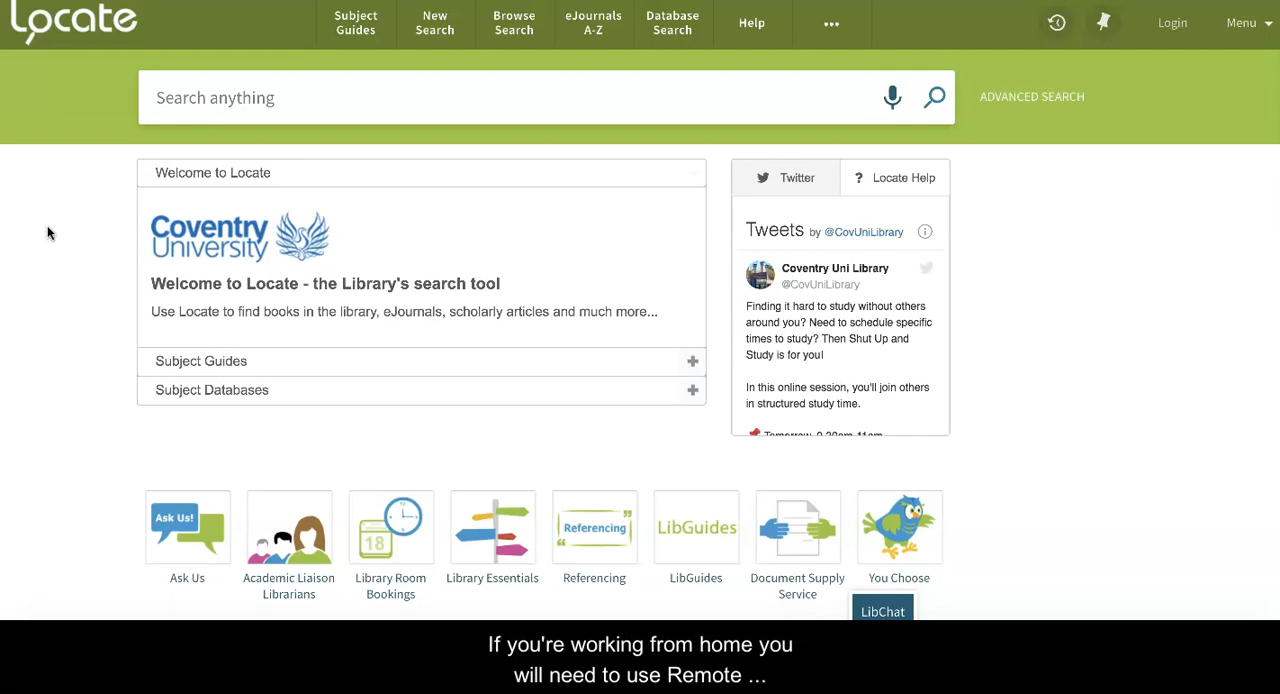 Locate
Subject
Guides
New
Search
Browse
Search
eJournals
A-Z
Database
Search
Help
•••
Login
Menu
Search anything
ADVANCED SEARCH
Welcome to Locate
Coventry
University
Welcome to Locate - the Library's search tool
Use Locate to find books in the library, eJournals, scholarly articles and much more...
Subject Guides
Subject Databases
Twitter
? Locate Help
Tweets by @CovUniLibrary
Coventry Uni Library
@CovUniLibrary
Finding it hard to study without others
around you? Need to schedule specific
times to study? Then Shut Up and
Study is for you!
In this online session, you'll join others
in structured study time.
Tomorrow, 9.30am-11am
Ask Us!
18
Referencing
LibGuides
Ask Us
Academic Liaison
Librarians
Library Room
Bookings
Library Essentials
Referencing
LibGuides
Document Supply
Service
You Choose
LibChat
If you're working from home you
will need to use Remote ...